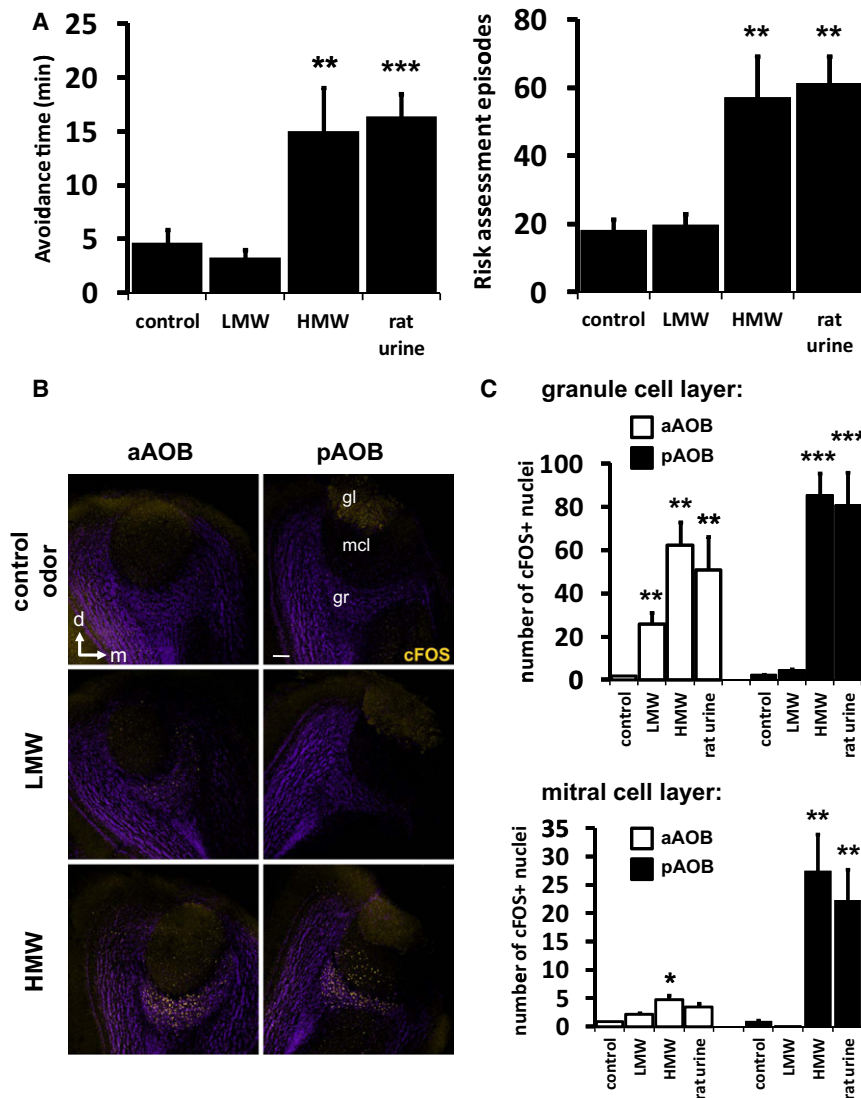 A
Avoidance time (min)
25
20
15
10
5
0
**
***
control
LMW
HMW
rat
urine
Risk assessment episodes
80
60
40
20
0
**
**
control
LMW
HMW
rat
urine
B
aAOB
pAOB
control
odor
LMW
HMW
d
m
gl
mcl
gr
cFOS
C
granule cell layer:
aAOB
pAOB
number of cFOS+ nuclei
100
80
60
40
20
0
**
**
**
***
***
control
LMW
HMW
rat urine
control
LMW
HMW
rat urine
mitral cell layer:
aAOB
pAOB
number of cFOS+ nuclei
35
30
25
20
15
10
5
0
*
**
**
control
LMW
HMW
rat urine
control
LMW
HMW
rat urine